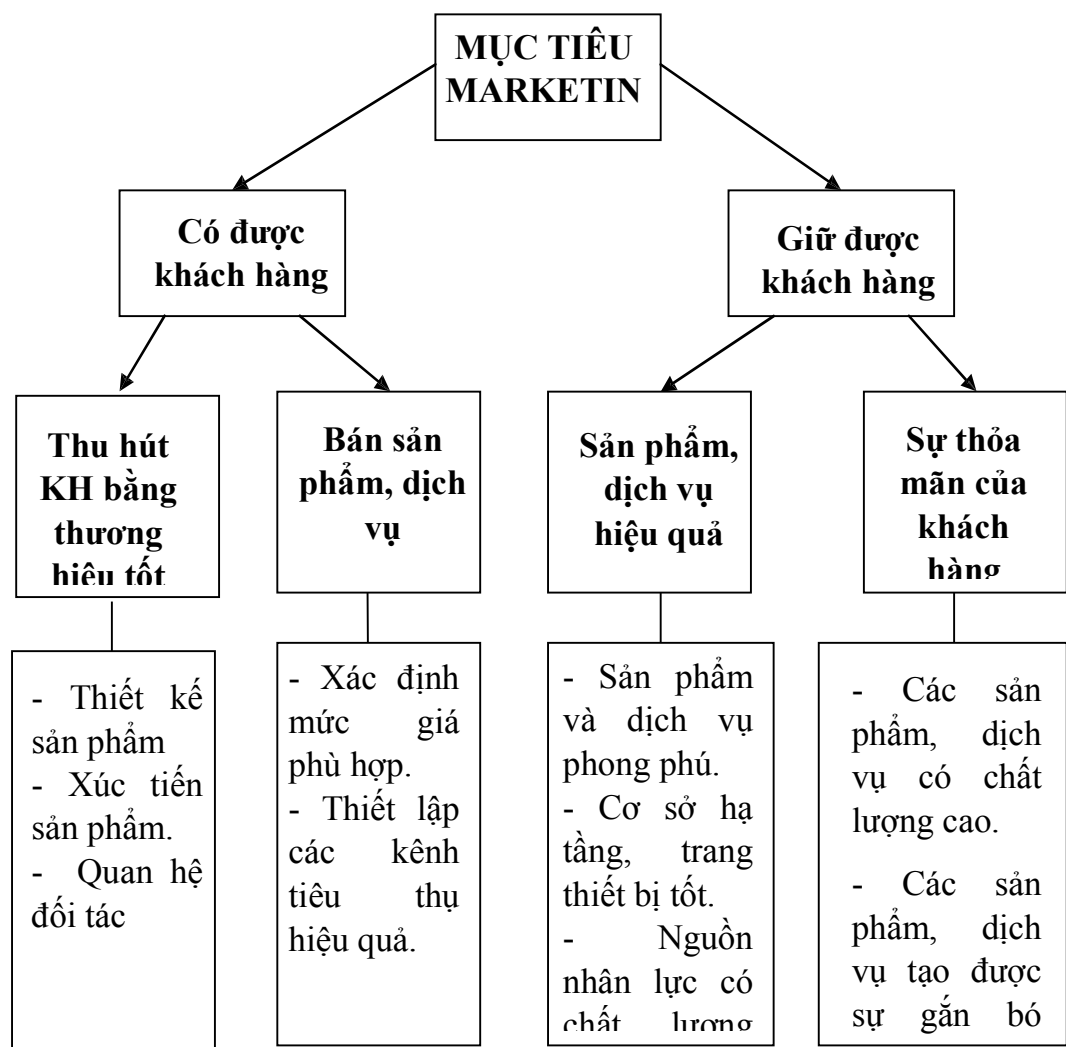 MỤC TIÊU
MARKETIN
Có được
khách hàng
Giữ được
khách hàng
Thu hút
KH bằng
thương
hiệu tốt
Bán sản
phẩm, dịch
vụ
Sản phẩm,
dịch vụ
hiệu quả
Sự thỏa
mãn của
khách
hàng
- Thiết kế
sản phẩm
- Xúc tiến
sản phẩm.
- Quan hệ
đối tác
- Xác định
mức giá
phù hợp.
- Thiết lập
các kênh
tiêu thụ
hiệu quả.
- Sản phẩm
và dịch vụ
phong phú.
- Cơ sở hạ
tầng, trang
thiết bị tốt.
- Nguồn
nhân lực có
chất lượng
- Các sản
phẩm, dịch
vụ có chất
lượng cao.
- Các sản
phẩm, dịch
vụ tạo được
sự gắn bó